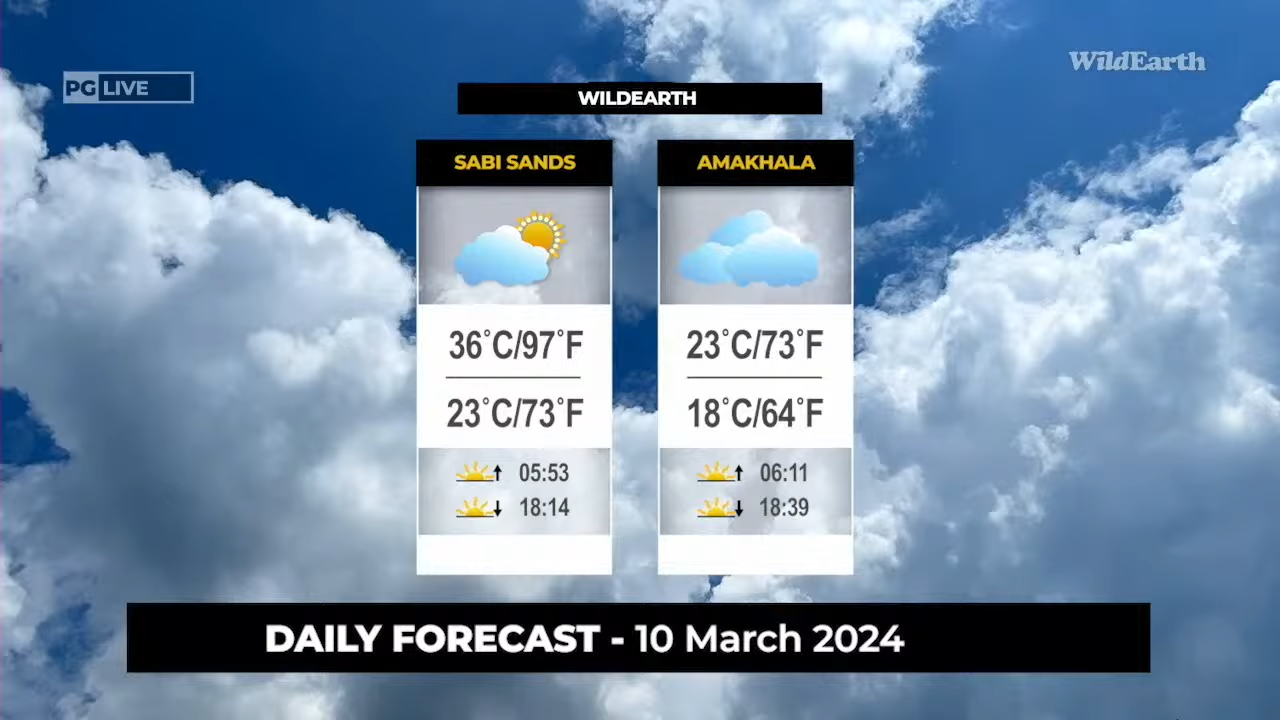 PG LIVE
WildEarth
WILDEARTH
SABI SANDS
36°C/97°F
23°C/73°F
05:53
18:14
AMAKHALA
23°C/73°F
18°C/64°F
06:11
18:39
DAILY FORECAST - 10 March 2024